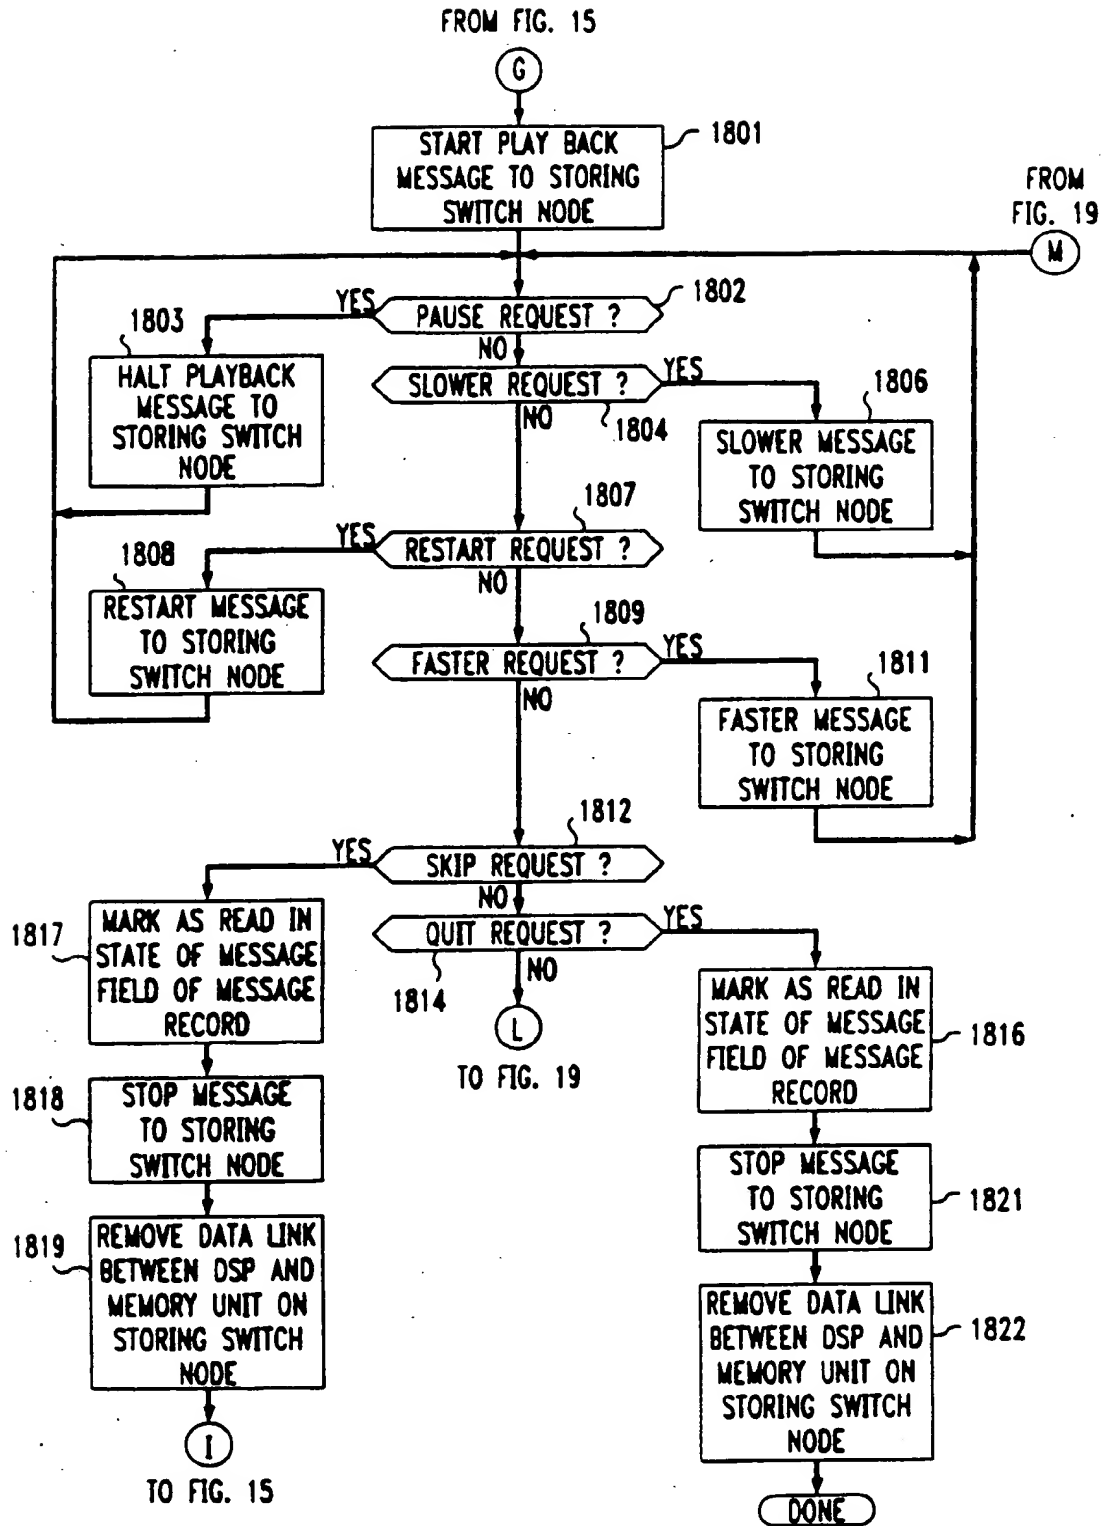 FROM FIG. 15
G
START PLAY BACK
MESSAGE TO STORING
SWITCH NODE
1801
FROM
FIG. 19
M
1802
YES
PAUSE REQUEST ?
NO
1803
HALT PLAYBACK
MESSAGE TO
STORING SWITCH
NODE
SLOWER REQUEST ?
YES
NO
1804
1806
SLOWER MESSAGE
TO STORING
SWITCH NODE
1807
YES
RESTART REQUEST ?
NO
1808
RESTART MESSAGE
TO STORING
SWITCH NODE
1809
FASTER REQUEST ?
YES
NO
1811
FASTER MESSAGE
TO STORING
SWITCH NODE
1812
YES
SKIP REQUEST ?
NO
QUIT REQUEST ?
YES
NO
1814
L
TO FIG. 19
1817
MARK AS READ IN
STATE OF MESSAGE
FIELD OF MESSAGE
RECORD
1818
STOP MESSAGE
TO STORING
SWITCH NODE
1819
REMOVE DATA LINK
BETWEEN DSP AND
MEMORY UNIT ON
STORING SWITCH
NODE
I
TO FIG. 15
MARK AS READ IN
STATE OF MESSAGE
FIELD OF MESSAGE
RECORD
1816
STOP MESSAGE
TO STORING
SWITCH NODE
1821
REMOVE DATA LINK
BETWEEN DSP AND
MEMORY UNIT ON
STORING SWITCH
NODE
1822
DONE